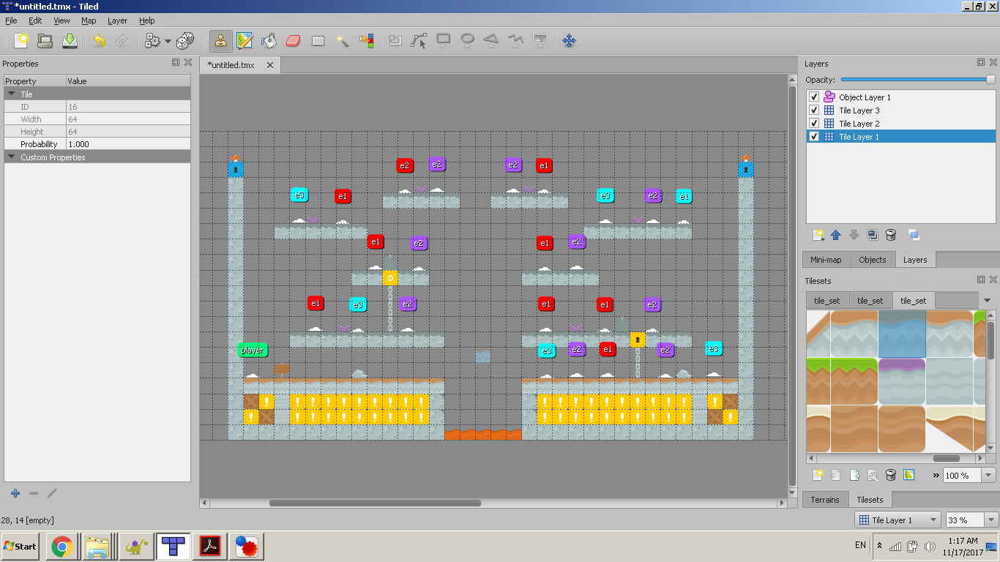 *untitled.tmx - Tiled
File Edit View Map Layer Help
Properties
Property Value
Tile
ID 16
Width 64
Height 64
Probability 1.000
Custom Properties
*untitled.tmx
e2 e2 e2 e1
e3 e1 e3 e2 e1
e1 e2 e1 e2
e1 e3 e2 e1 e1 e2
player e3 e2 e1 e2 e3
! ! ! ! ! ! ! ! ! ! ! ! ! ! ! ! ! ! ! ! !
! ! ! ! ! ! ! ! ! ! ! ! ! ! ! ! ! ! ! ! !
Layers
Opacity:
Object Layer 1
Tile Layer 3
Tile Layer 2
Tile Layer 1
Mini-map Objects Layers
Tilesets
tile_set tile_set tile_set
» 100 %
Terrains Tilesets
28, 14 [empty]
Tile Layer 1 33 %
Start
EN
1:17 AM
11/17/2017